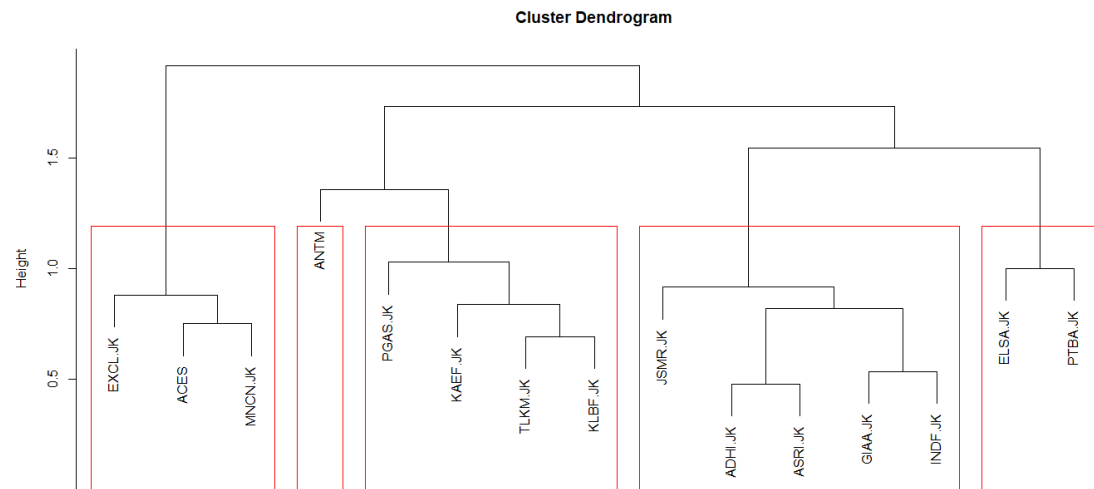 Cluster Dendrogram
Height
1.5
1.0
0.5
EXCL.JK
ACES
MNCN.JK
ANTM
PGAS.JK
KAEF.JK
TLKM.JK
KLBF.JK
JSMR.JK
ADHI.JK
ASRI.JK
GIAA.JK
INDF.JK
ELSA.JK
PTBA.JK